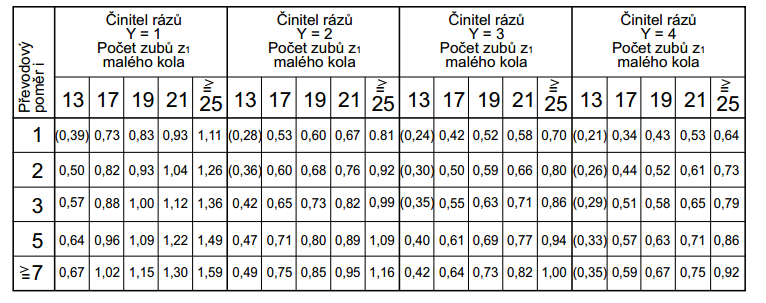 Převodový poměr i
Činitel rázů Y = 1 Počet zubů z1 malého kola
Činitel rázů Y = 2 Počet zubů z1 malého kola
Činitel rázů Y = 3 Počet zubů z1 malého kola
Činitel rázů Y = 4 Počet zubů z1 malého kola
13 17 19 21 ≧25 13 17 19 21 ≧25 13 17 19 21 ≧25 13 17 19 21 ≧25
1 (0,39) 0,73 0,83 0,93 1,11 (0,28) 0,53 0,60 0,67 0,81 (0,24) 0,42 0,52 0,58 0,70 (0,21) 0,34 0,43 0,53 0,64
2 0,50 0,82 0,93 1,04 1,26 (0,36) 0,60 0,68 0,76 0,92 (0,30) 0,50 0,59 0,66 0,80 (0,26) 0,44 0,52 0,61 0,73
3 0,57 0,88 1,00 1,12 1,36 0,42 0,65 0,73 0,82 0,99 (0,35) 0,55 0,63 0,71 0,86 (0,29) 0,51 0,58 0,65 0,79
5 0,64 0,96 1,09 1,22 1,49 0,47 0,71 0,80 0,89 1,09 0,40 0,61 0,69 0,77 0,94 (0,33) 0,57 0,63 0,71 0,86
≧7 0,67 1,02 1,15 1,30 1,59 0,49 0,75 0,85 0,95 1,16 0,42 0,64 0,73 0,82 1,00 (0,35) 0,59 0,67 0,75 0,92